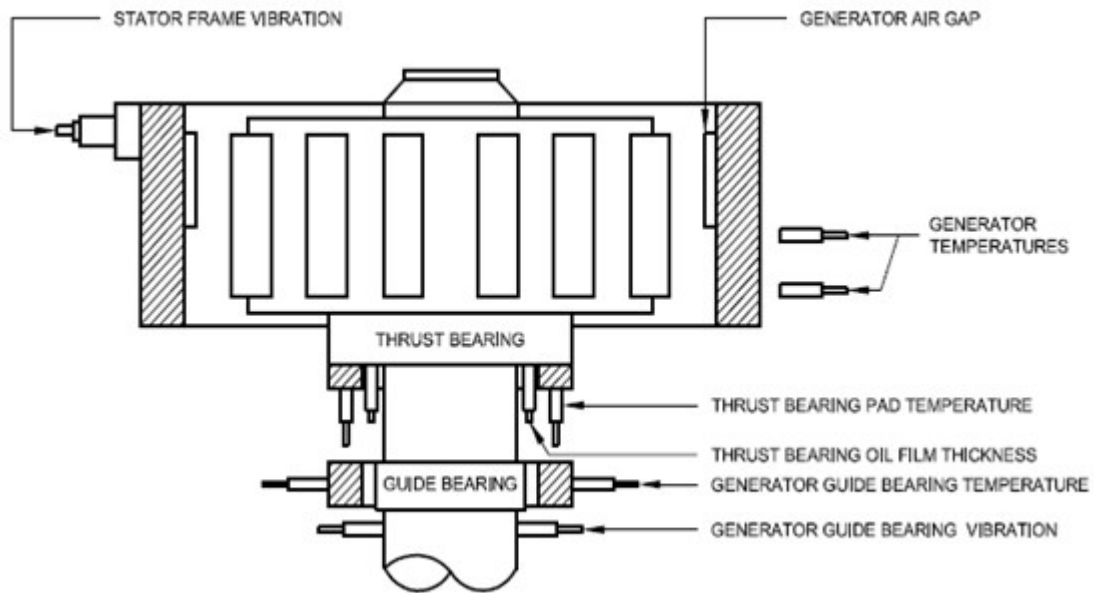 STATOR FRAME VIBRATION
GENERATOR AIR GAP
GENERATOR
TEMPERATURES
THRUST BEARING
THRUST BEARING PAD TEMPERATURE
THRUST BEARING OIL FILM THICKNESS
GUIDE BEARING
GENERATOR GUIDE BEARING TEMPERATURE
GENERATOR GUIDE BEARING VIBRATION